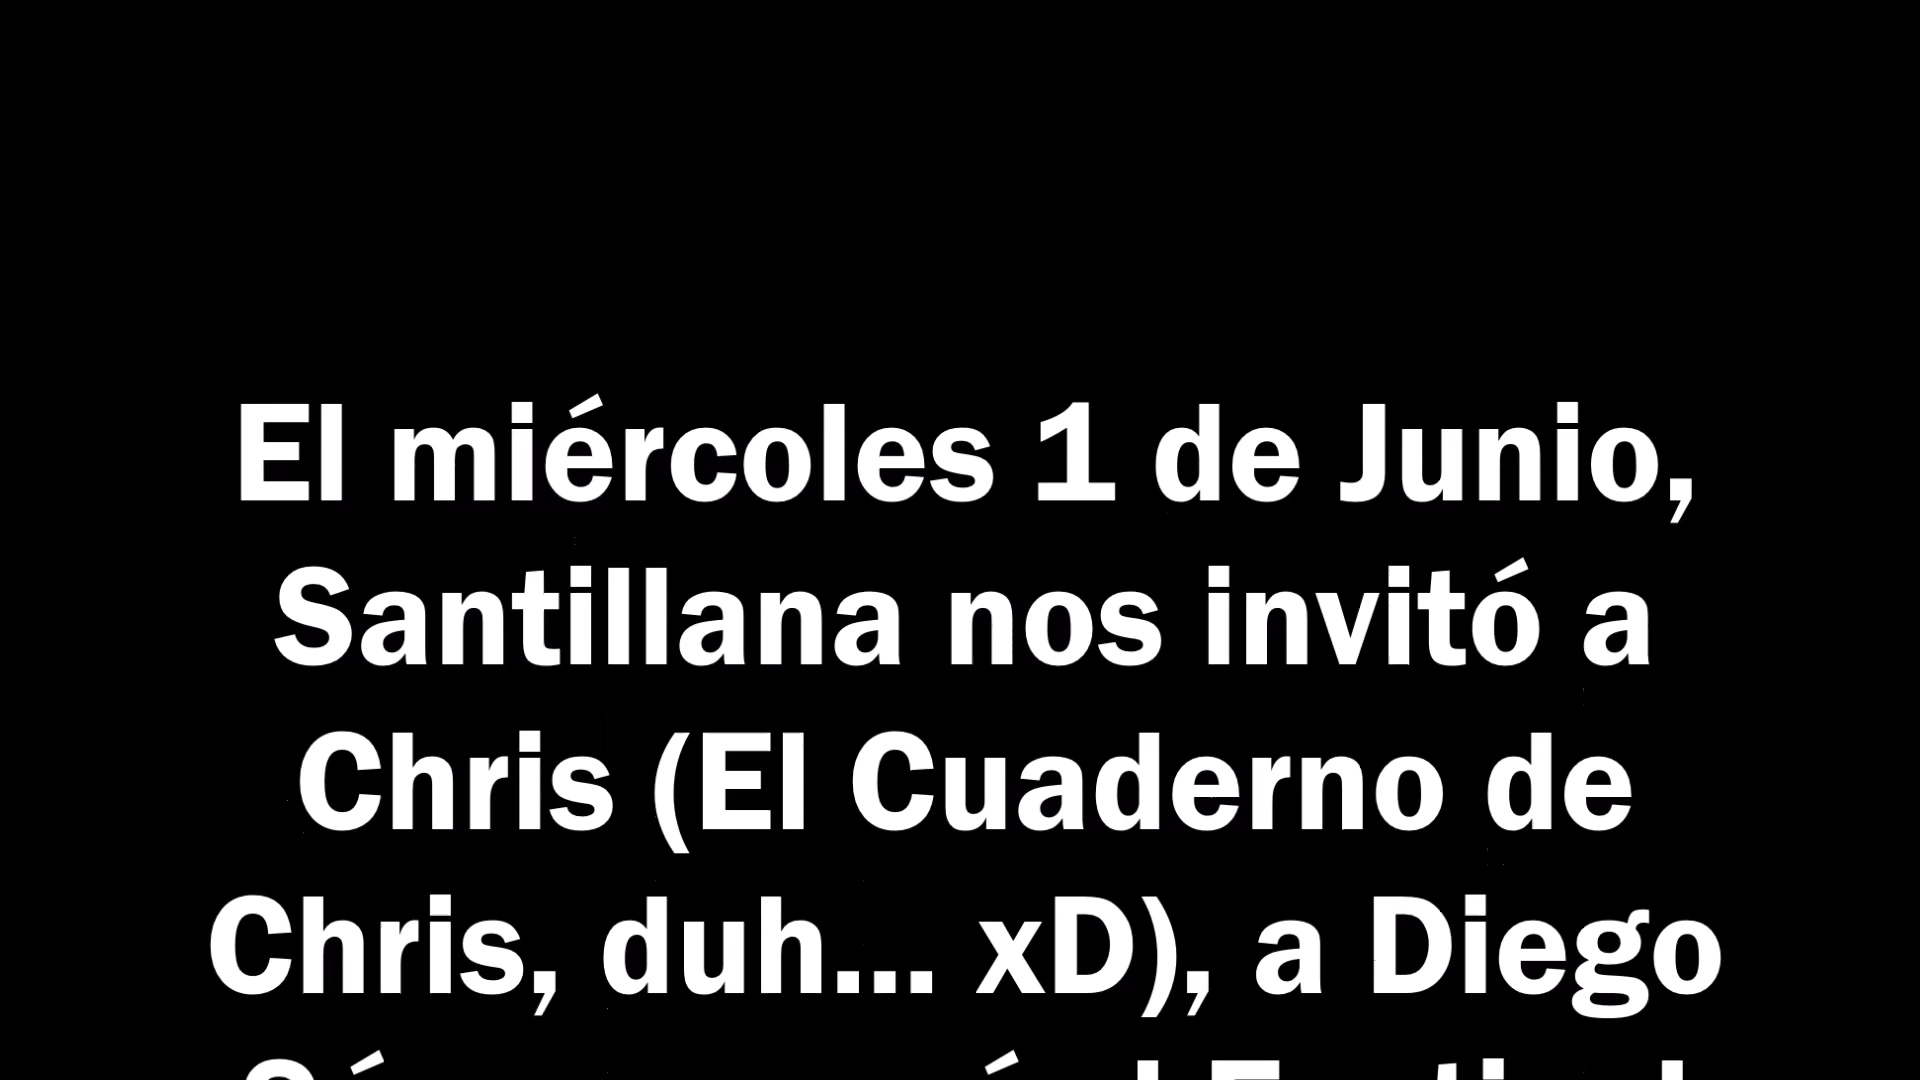 El miércoles 1 de Junio,
Santillana nos invitó a
Chris (El Cuaderno de
Chris, duh... xD), a Diego